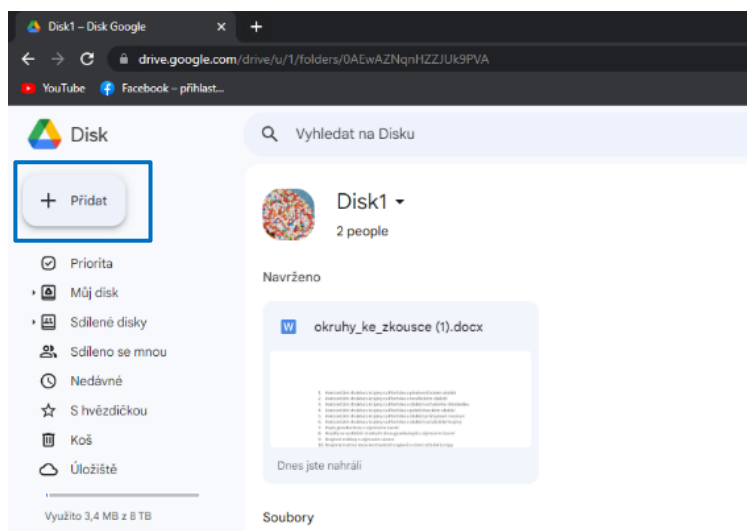 Disk1 – Disk Google
drive.google.com/drive/u/1/folders/0AEwAZNqnHZZJUk9PVA
YouTube
Facebook – přihlast...
Disk
Vyhledat na Disku
Přidat
Disk1
2 people
Priorita
Můj disk
Sdílené disky
Sdíleno se mnou
Nedávné
S hvězdičkou
Koš
Úložiště
Využito 3,4 MB z 8 TB
Navrženo
W okruhy_ke_zkousce (1).docx
Dnes jste nahráli
Soubory